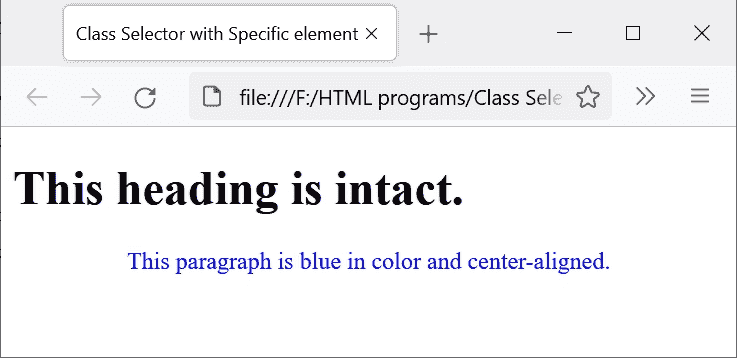 Class Selector with Specific element
file:///F:/HTML programs/Class Sele
This heading is intact.
This paragraph is blue in color and center-aligned.